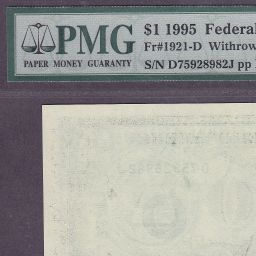 PMG
PAPER MONEY GUARANTY
$1 1995 Federal
Fr#1921-D Withrow
S/N D75928982J pp